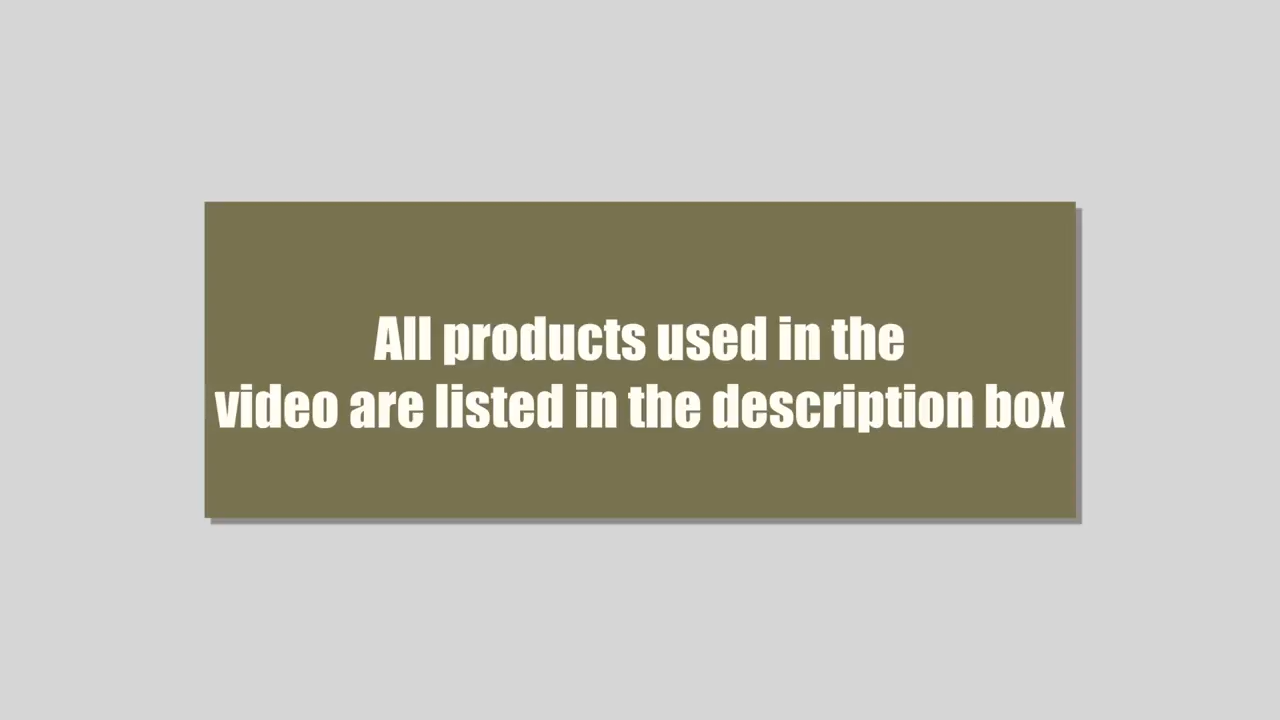 All products used in the
video are listed in the description box